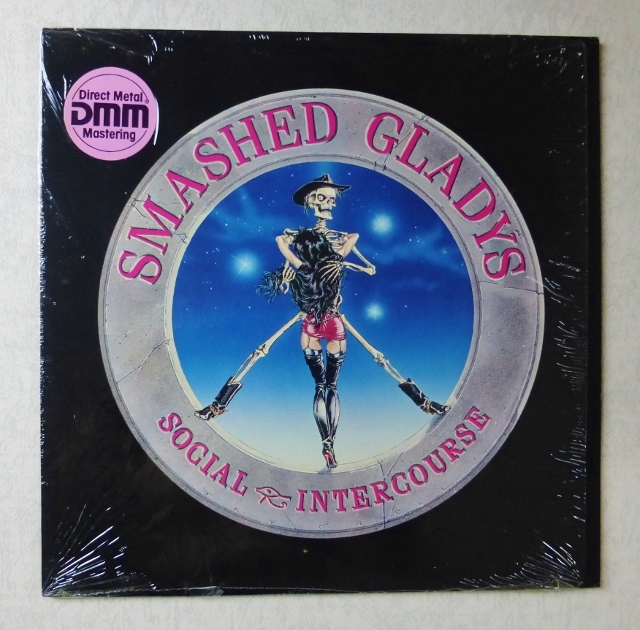 Direct Metal
DMM
Mastering
SMASHED GLADYS
SOCIAL INTERCOURSE